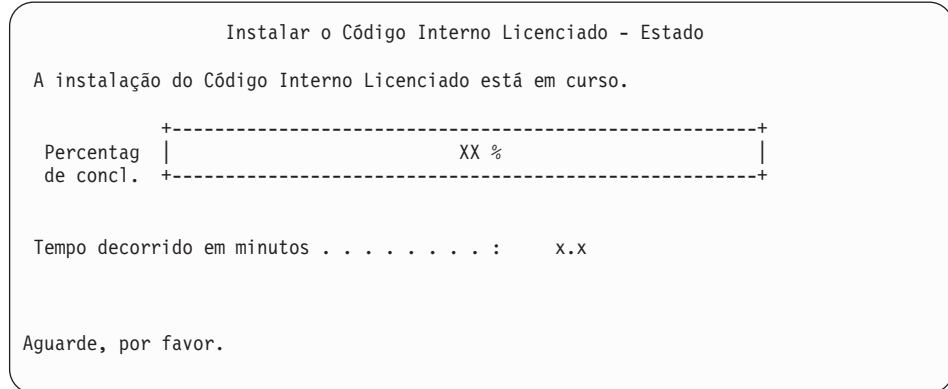 Instalar o Código Interno Licenciado - Estado
A instalação do Código Interno Licenciado está em curso.
+-------------------------------------------------------+
Percentag | XX % |
de concl. +-------------------------------------------------------+
Tempo decorrido em minutos . . . . . . . . : x.x
Aguarde, por favor.